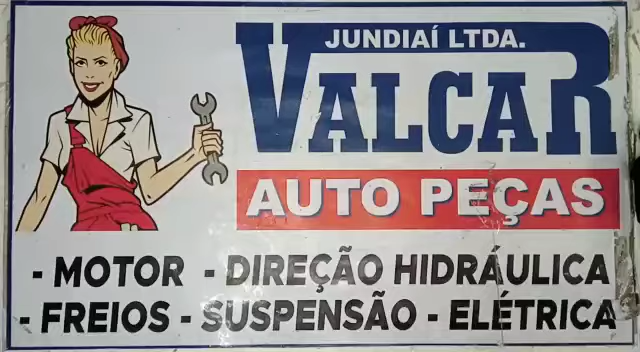 JUNDIAÍ LTDA.
VALCAR
AUTO PEÇAS
- MOTOR - DIREÇÃO HIDRÁULICA
- FREIOS - SUSPENSÃO - ELÉTRICA